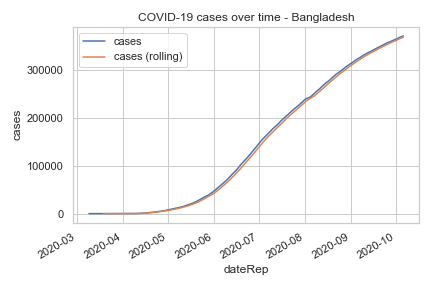 COVID-19 cases over time - Bangladesh
cases
cases (rolling)
cases
300000
200000
100000
0
2020-03
2020-04
2020-05
2020-06
2020-07
2020-08
2020-09
2020-10
dateRep